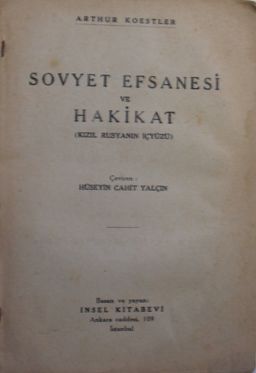 ARTHUR KOESTLER
SOVYET EFSANESİ
VE
HAKİKAT
(KIZIL RUSYANIN İÇYÜZÜ)
Çeviren :
HÜSEYİN CAHİT YALÇIN
Basan ve yayan:
INSEL KITABEVİ
Ankara caddesi, 109
İstanbul